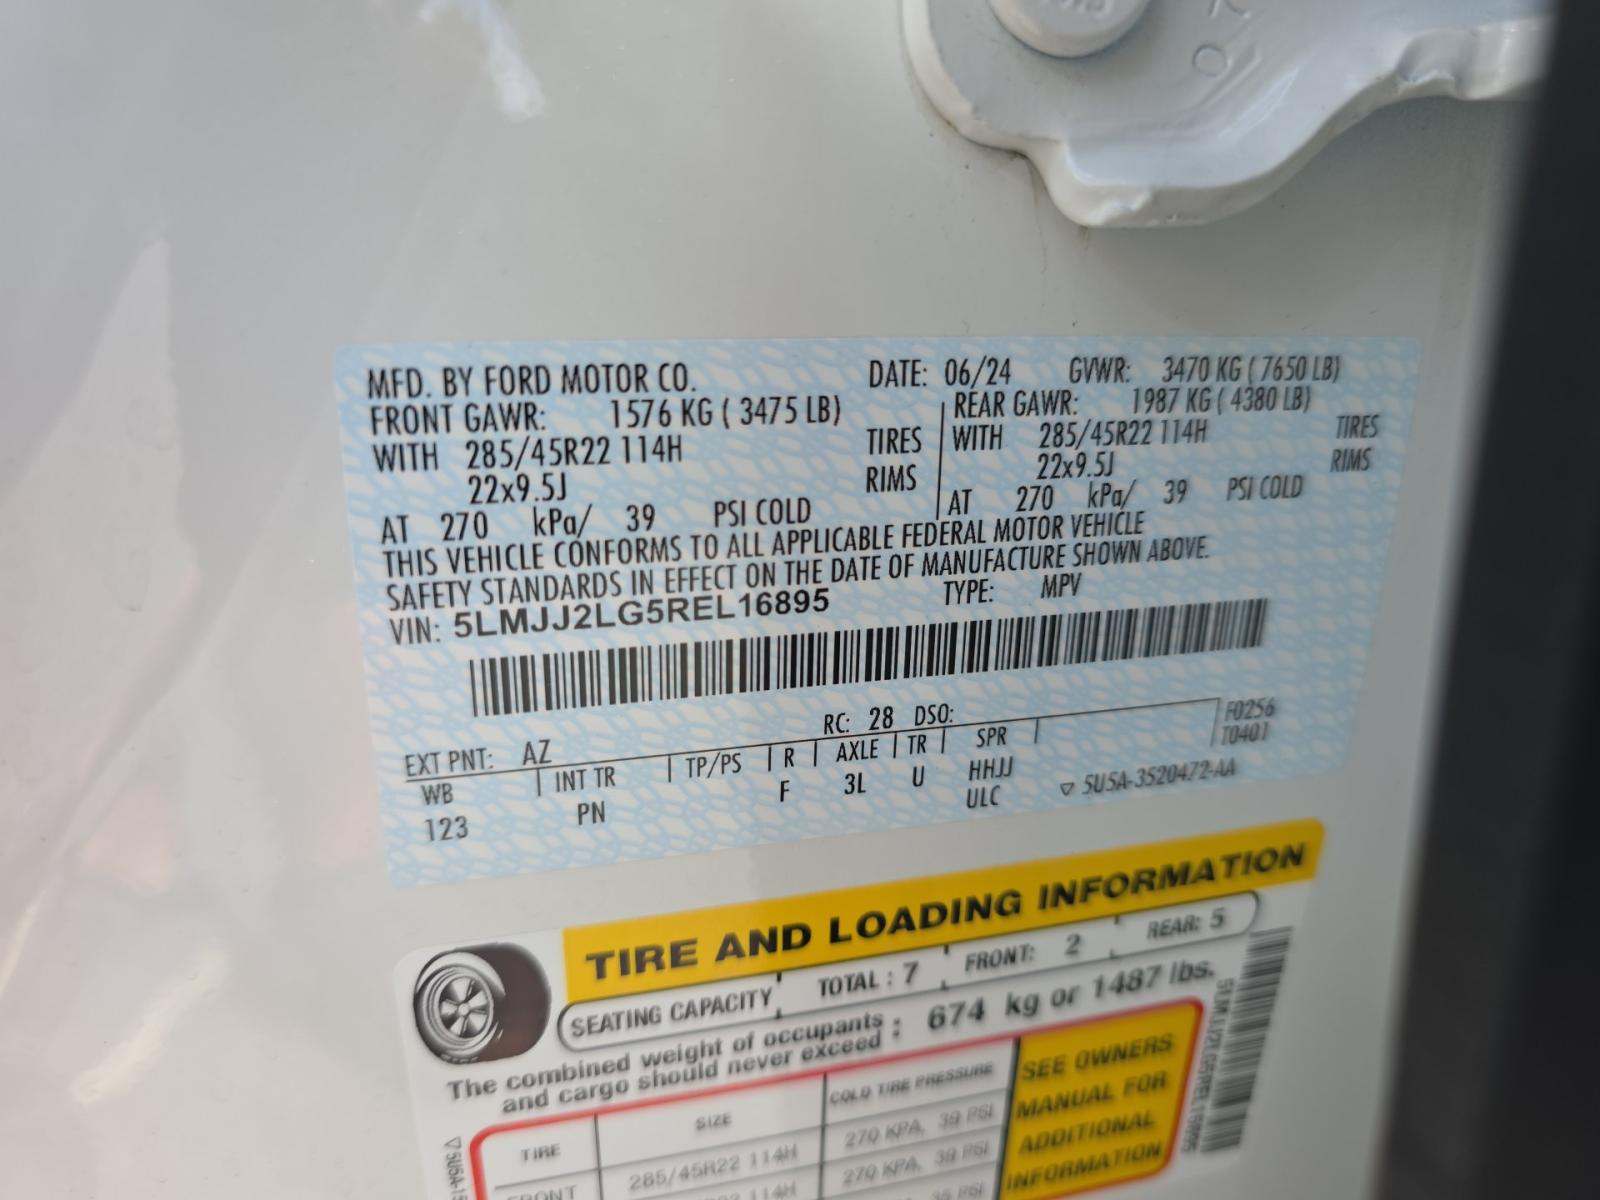 MFD. BY FORD MOTOR CO. DATE: 06/24 GVWR: 3470 KG ( 7650 LB)
FRONT GAWR: 1576 KG ( 3475 LB) REAR GAWR: 1987 KG ( 4380 LB)
WITH 285/45R22 114H TIRES WITH 285/45R22 114H TIRES
22x9.5J RIMS 22x9.5J RIMS
AT 270 kPa/ 39 PSI COLD AT 270 kPa/ 39 PSI COLD
THIS VEHICLE CONFORMS TO ALL APPLICABLE FEDERAL MOTOR VEHICLE
SAFETY STANDARDS IN EFFECT ON THE DATE OF MANUFACTURE SHOWN ABOVE.
VIN: 5LMJJ2LG5REL16895 TYPE: MPV
RC: 28 DSO:
EXT PNT: AZ F0256
T0401
WB INT TR TP/PS R AXLE TR SPR
123 PN F 3L U HHJJ
ULC ▽ 5U5A-3520472-AA
TIRE AND LOADING INFORMATION
SEATING CAPACITY TOTAL : 7 FRONT: 2 REAR: 5
The combined weight of occupants and cargo should never exceed : 674 kg or 1487 lbs.
TIRE SIZE COLD TIRE PRESSURE
FRONT 285/45R22 114H 270 KPA, 39 PSI
114H 270 KPA, 39 PSI
PSI
SEE OWNERS
MANUAL FOR
ADDITIONAL
INFORMATION
5LMJJ2LG5REL16895